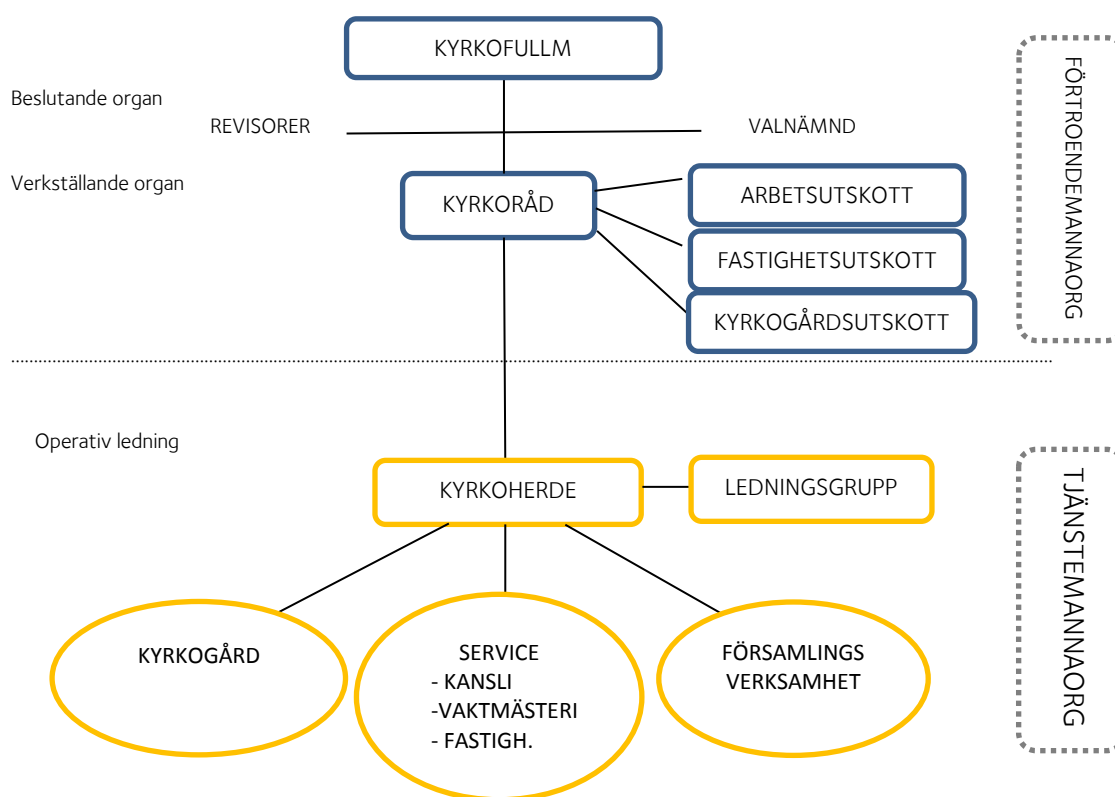 KYRKOFULLM
Beslutande organ
REVISORER
VALNÄMND
Verkställande organ
KYRKORÅD
ARBETSUTSKOTT
FASTIGHETSUTSKOTT
KYRKOGÅRDSUTSKOTT
FÖRTROENDEMANNAORG
Operativ ledning
KYRKOHERDE
LEDNINGSGRUPP
KYRKOGÅRD
SERVICE
- KANSLI
-VAKTMÄSTERI
- FASTIGH.
FÖRSAMLINGS
VERKSAMHET
TJÄNSTEMANNAORG